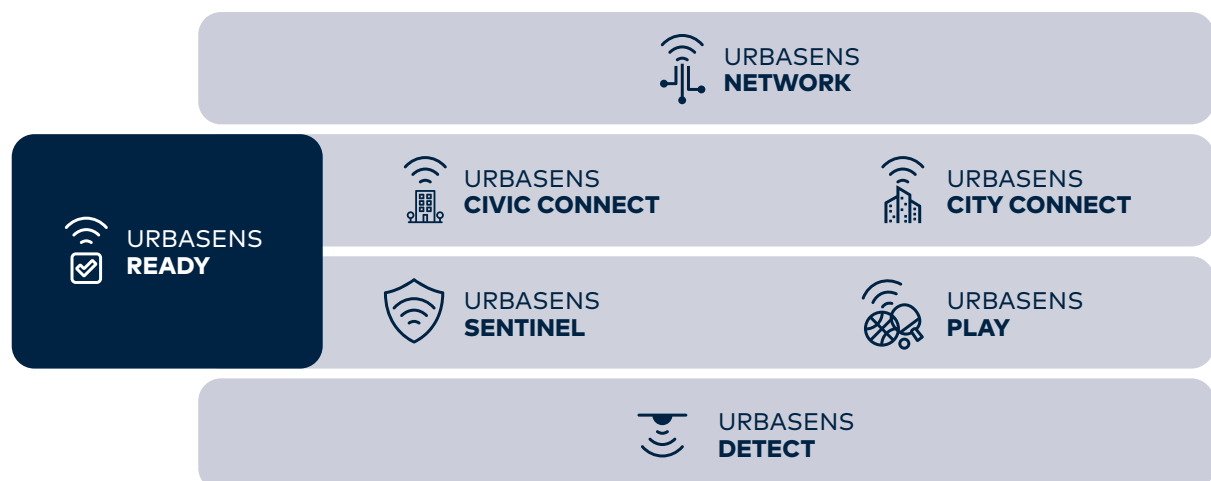 URBASENS
NETWORK
URBASENS
READY
URBASENS
CIVIC CONNECT
URBASENS
CITY CONNECT
URBASENS
SENTINEL
URBASENS
PLAY
URBASENS
DETECT